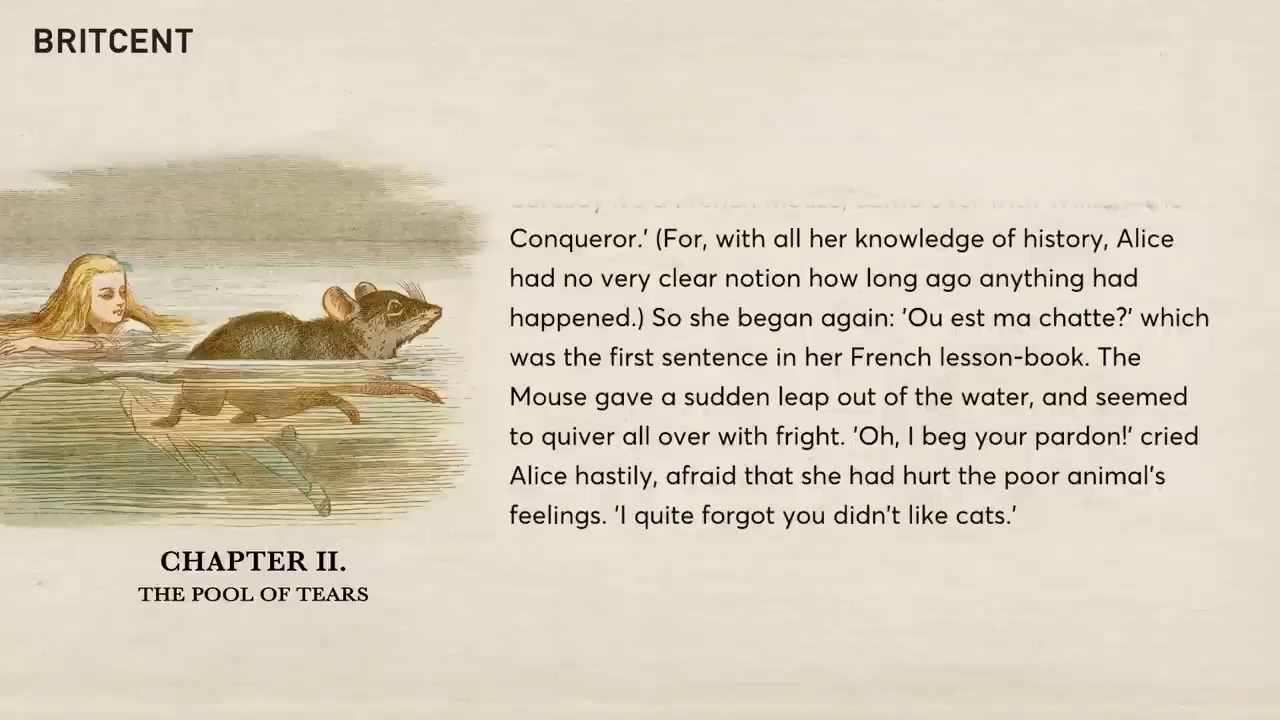 BRITCENT
Conqueror.' (For, with all her knowledge of history, Alice
had no very clear notion how long ago anything had
happened.) So she began again: 'Ou est ma chatte?' which
was the first sentence in her French lesson-book. The
Mouse gave a sudden leap out of the water, and seemed
to quiver all over with fright. 'Oh, I beg your pardon!' cried
Alice hastily, afraid that she had hurt the poor animal's
feelings. 'I quite forgot you didn't like cats.'
CHAPTER II.
THE POOL OF TEARS